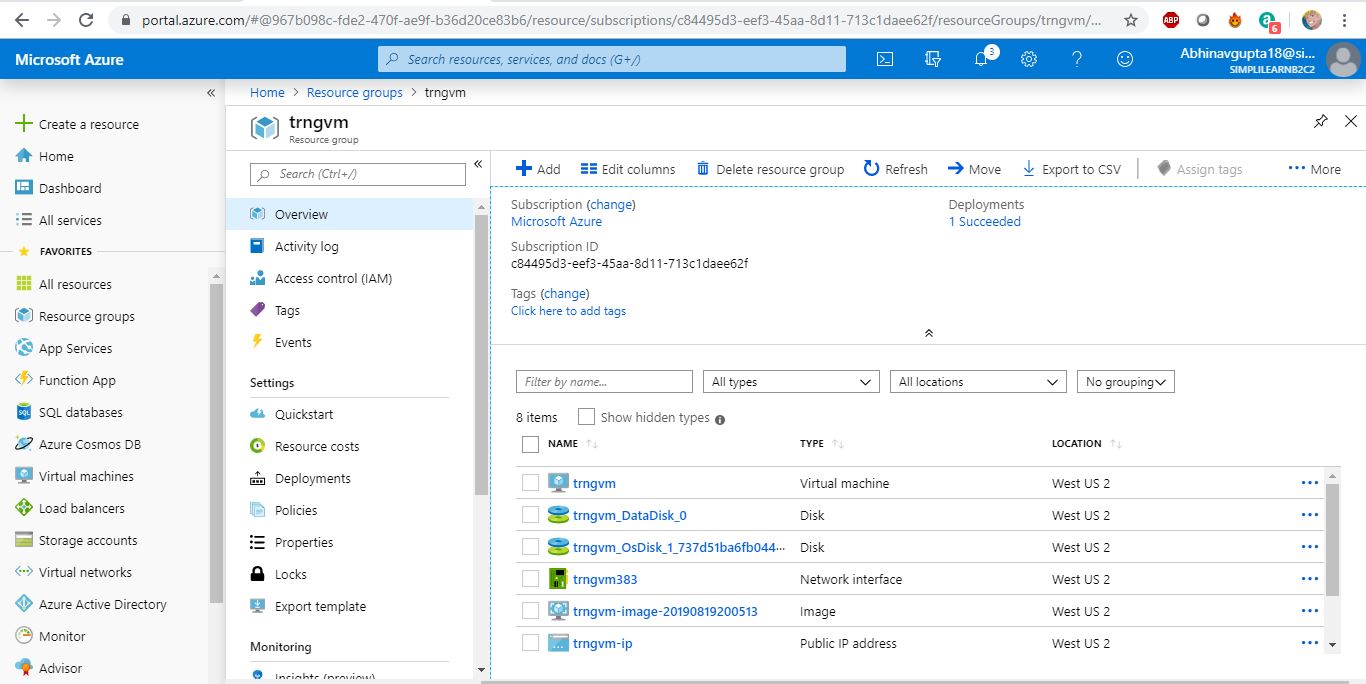 portal.azure.com/#@967b098c-fde2-470f-ae9f-b36d20ce83b6/resource/subscriptions/c84495d3-eef3-45aa-8d11-713c1daee62f/resourceGroups/trngvm/...
ABP
a
6
Microsoft Azure
Search resources, services, and docs (G+/)
3
Abhinavgupta18@si...
SIMPLILEARNB2C2
Create a resource
Home
Dashboard
All services
FAVORITES
All resources
Resource groups
App Services
Function App
SQL databases
Azure Cosmos DB
Virtual machines
Load balancers
Storage accounts
Virtual networks
Azure Active Directory
Monitor
Advisor
Home > Resource groups > trngvm
trngvm
Resource group
Search (Ctrl+/)
Overview
Activity log
Access control (IAM)
Tags
Events
Settings
Quickstart
Resource costs
Deployments
Policies
Properties
Locks
Export template
Monitoring
Insights (preview)
Add Edit columns Delete resource group Refresh Move Export to CSV Assign tags More
Subscription (change)
Microsoft Azure
Subscription ID
c84495d3-eef3-45aa-8d11-713c1daee62f
Tags (change)
Click here to add tags
Deployments
1 Succeeded
Filter by name... All types All locations No grouping
8 items Show hidden types
NAME TYPE LOCATION
trngvm Virtual machine West US 2
trngvm_DataDisk_0 Disk West US 2
trngvm_OsDisk_1_737d51ba6fb044... Disk West US 2
trngvm383 Network interface West US 2
trngvm-image-20190819200513 Image West US 2
trngvm-ip Public IP address West US 2